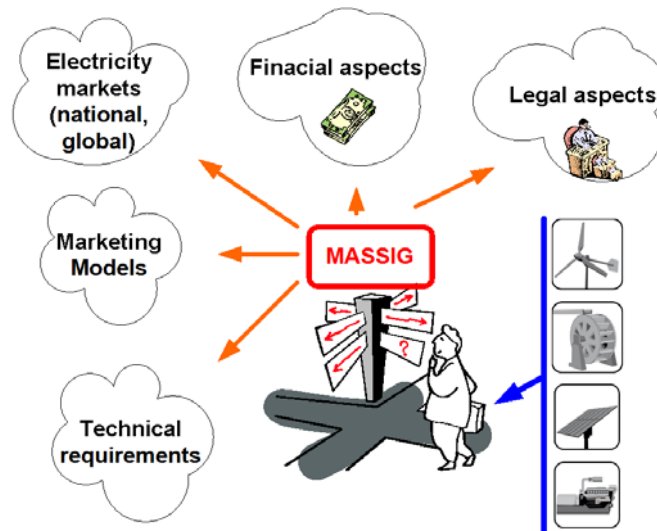 Electricity
markets
(national,
global)
Finacial aspects
Legal aspects
Marketing
Models
MASSIG
?
Technical
requirements